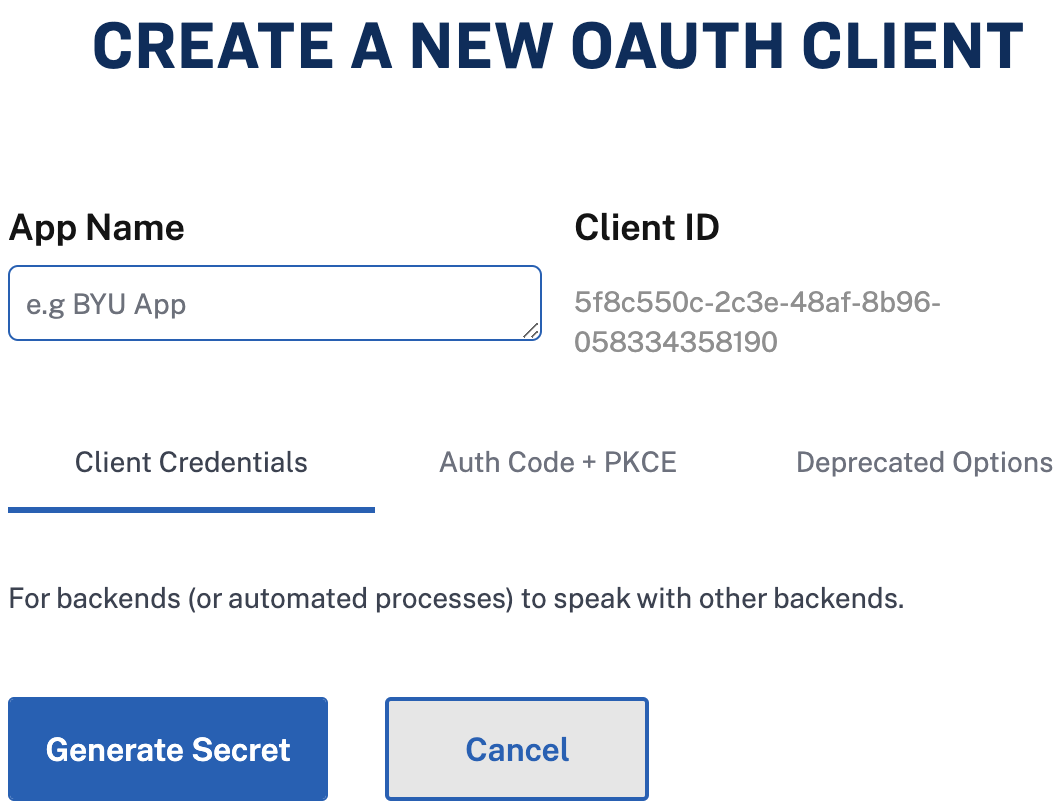 CREATE A NEW OAUTH CLIENT
App Name
Client ID
e.g BYU App
5f8c550c-2c3e-48af-8b96-
058334358190
Client Credentials
Auth Code + PKCE
Deprecated Options
For backends (or automated processes) to speak with other backends.
Generate Secret
Cancel